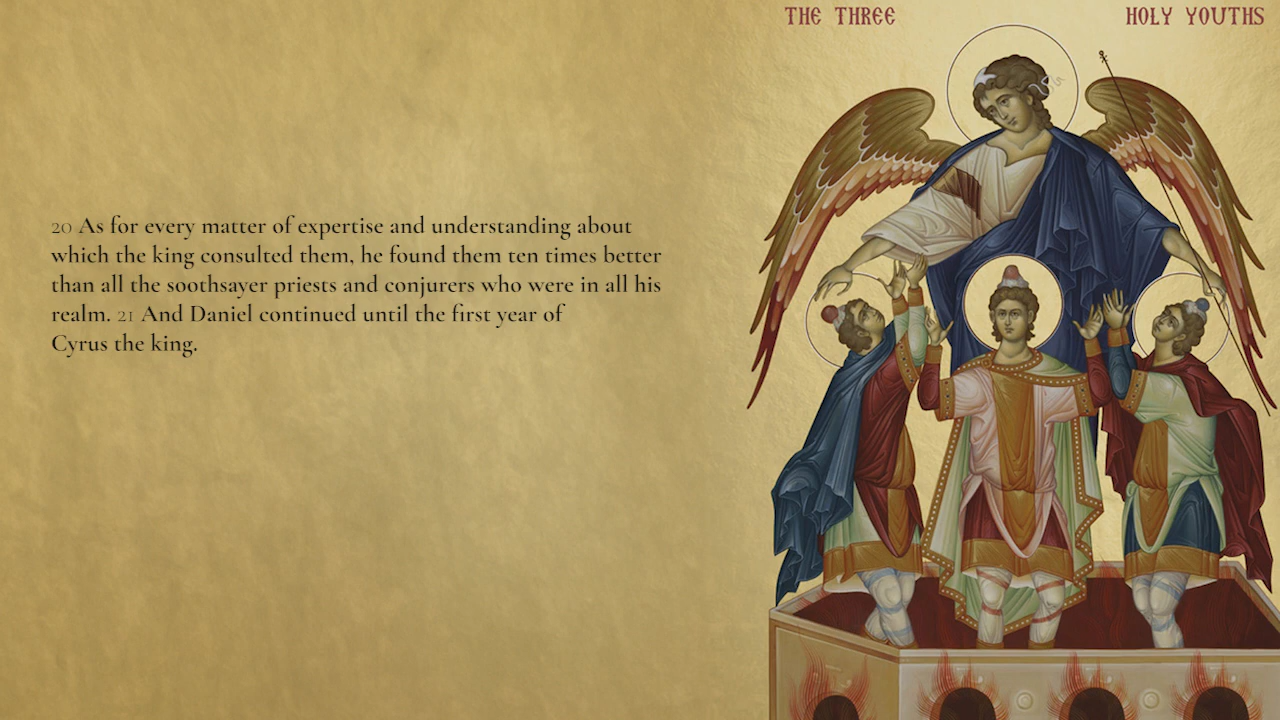 THE THREE HOLY YOUTHS
20 As for every matter of expertise and understanding about
which the king consulted them, he found them ten times better
than all the soothsayer priests and conjurers who were in all his
realm. 21 And Daniel continued until the first year of
Cyrus the king.